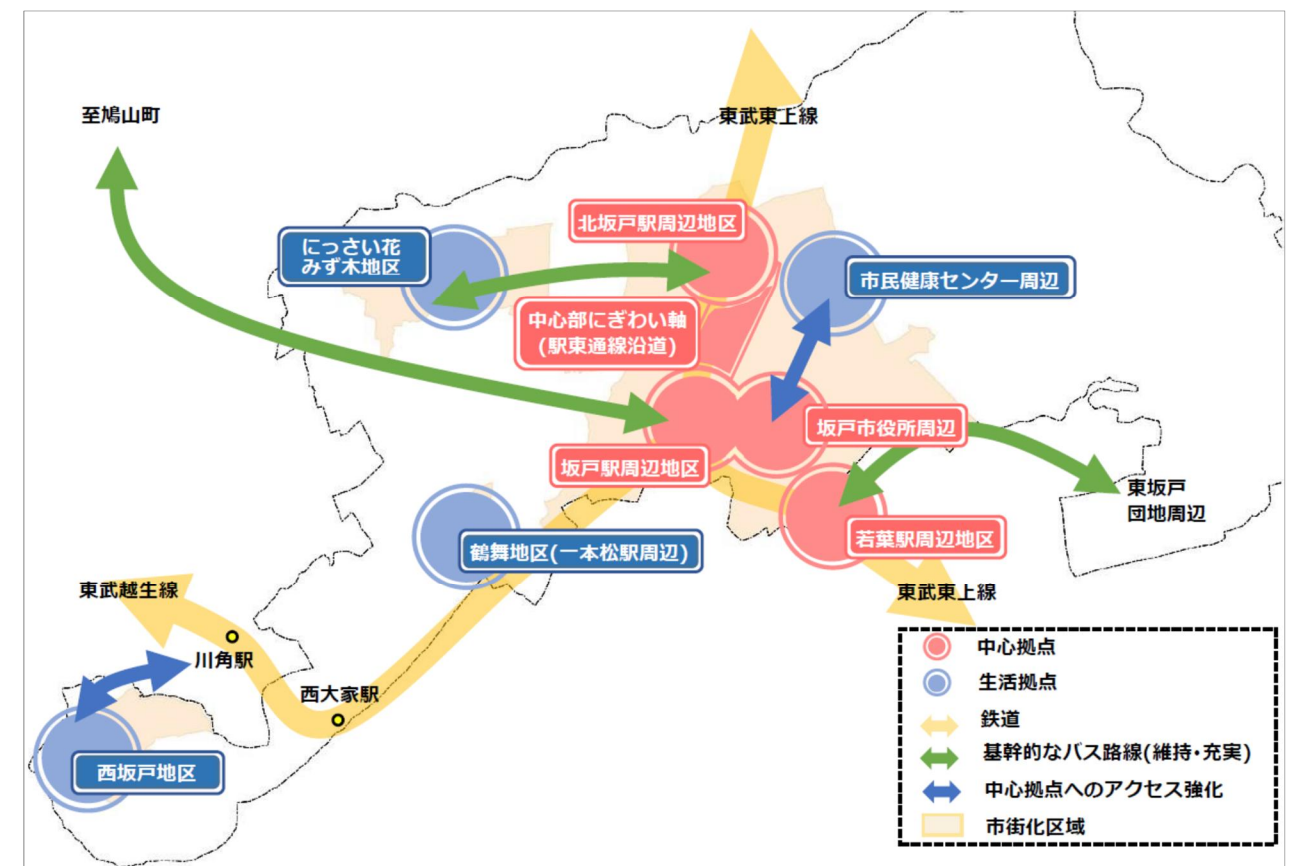 至鳩山町
東武東上線
北坂戸駅周辺地区
にっさい花
みず木地区
市民健康センター周辺
中心部にぎわい軸
(駅東通線沿道)
坂戸市役所周辺
坂戸駅周辺地区
東坂戸
団地周辺
若葉駅周辺地区
鶴舞地区(一本松駅周辺)
東武越生線
東武東上線
川角駅
西大家駅
西坂戸地区
中心拠点
生活拠点
鉄道
基幹的なバス路線(維持・充実)
中心拠点へのアクセス強化
市街化区域